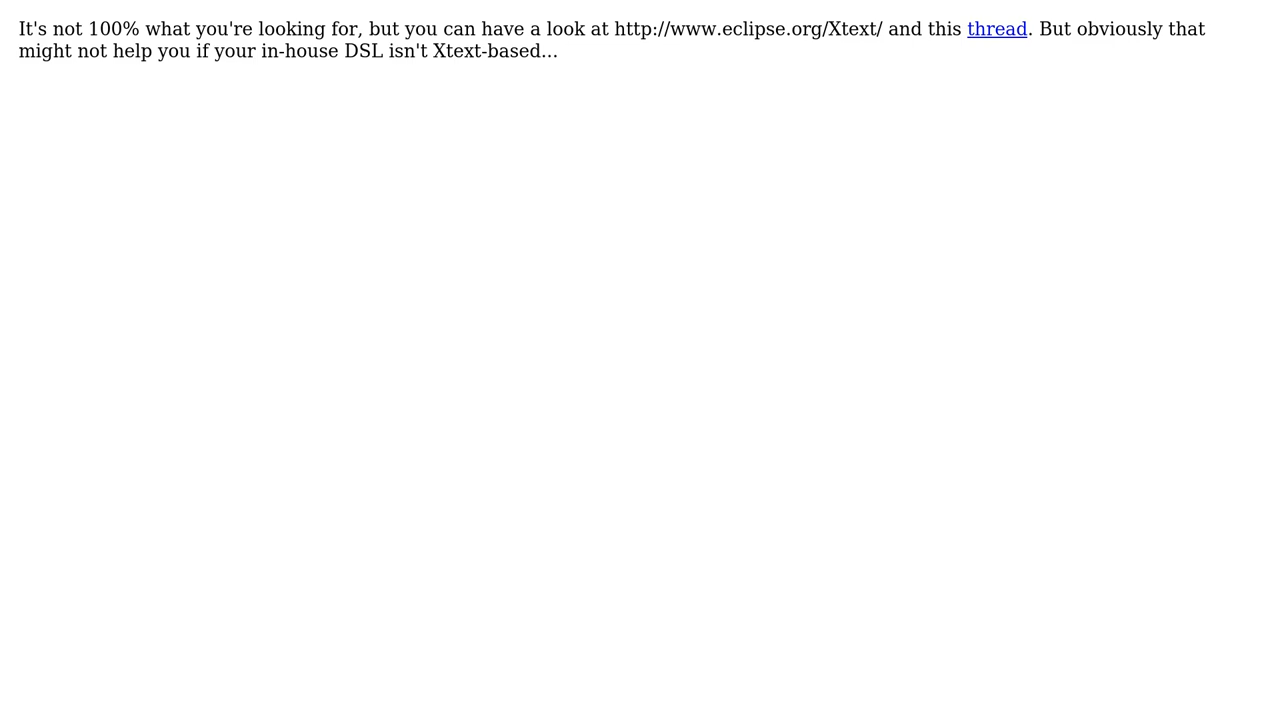 It's not 100% what you're looking for, but you can have a look at http://www.eclipse.org/Xtext/ and this thread. But obviously that
might not help you if your in-house DSL isn't Xtext-based...